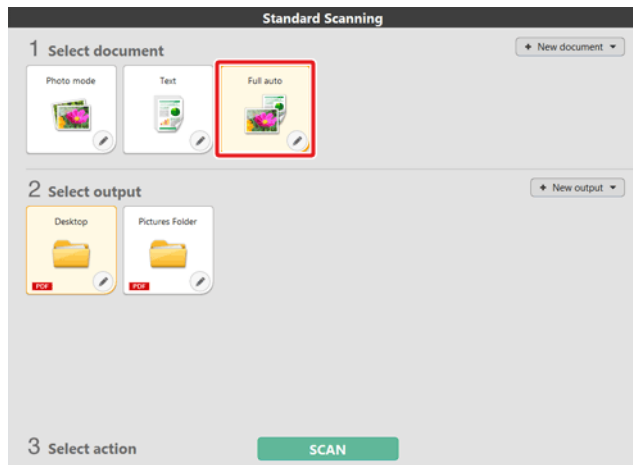 Standard Scanning
1 Select document
+ New document
Photo mode
Text
Full auto
2 Select output
+ New output
Desktop
Pictures Folder
PDF
PDF
3 Select action
SCAN